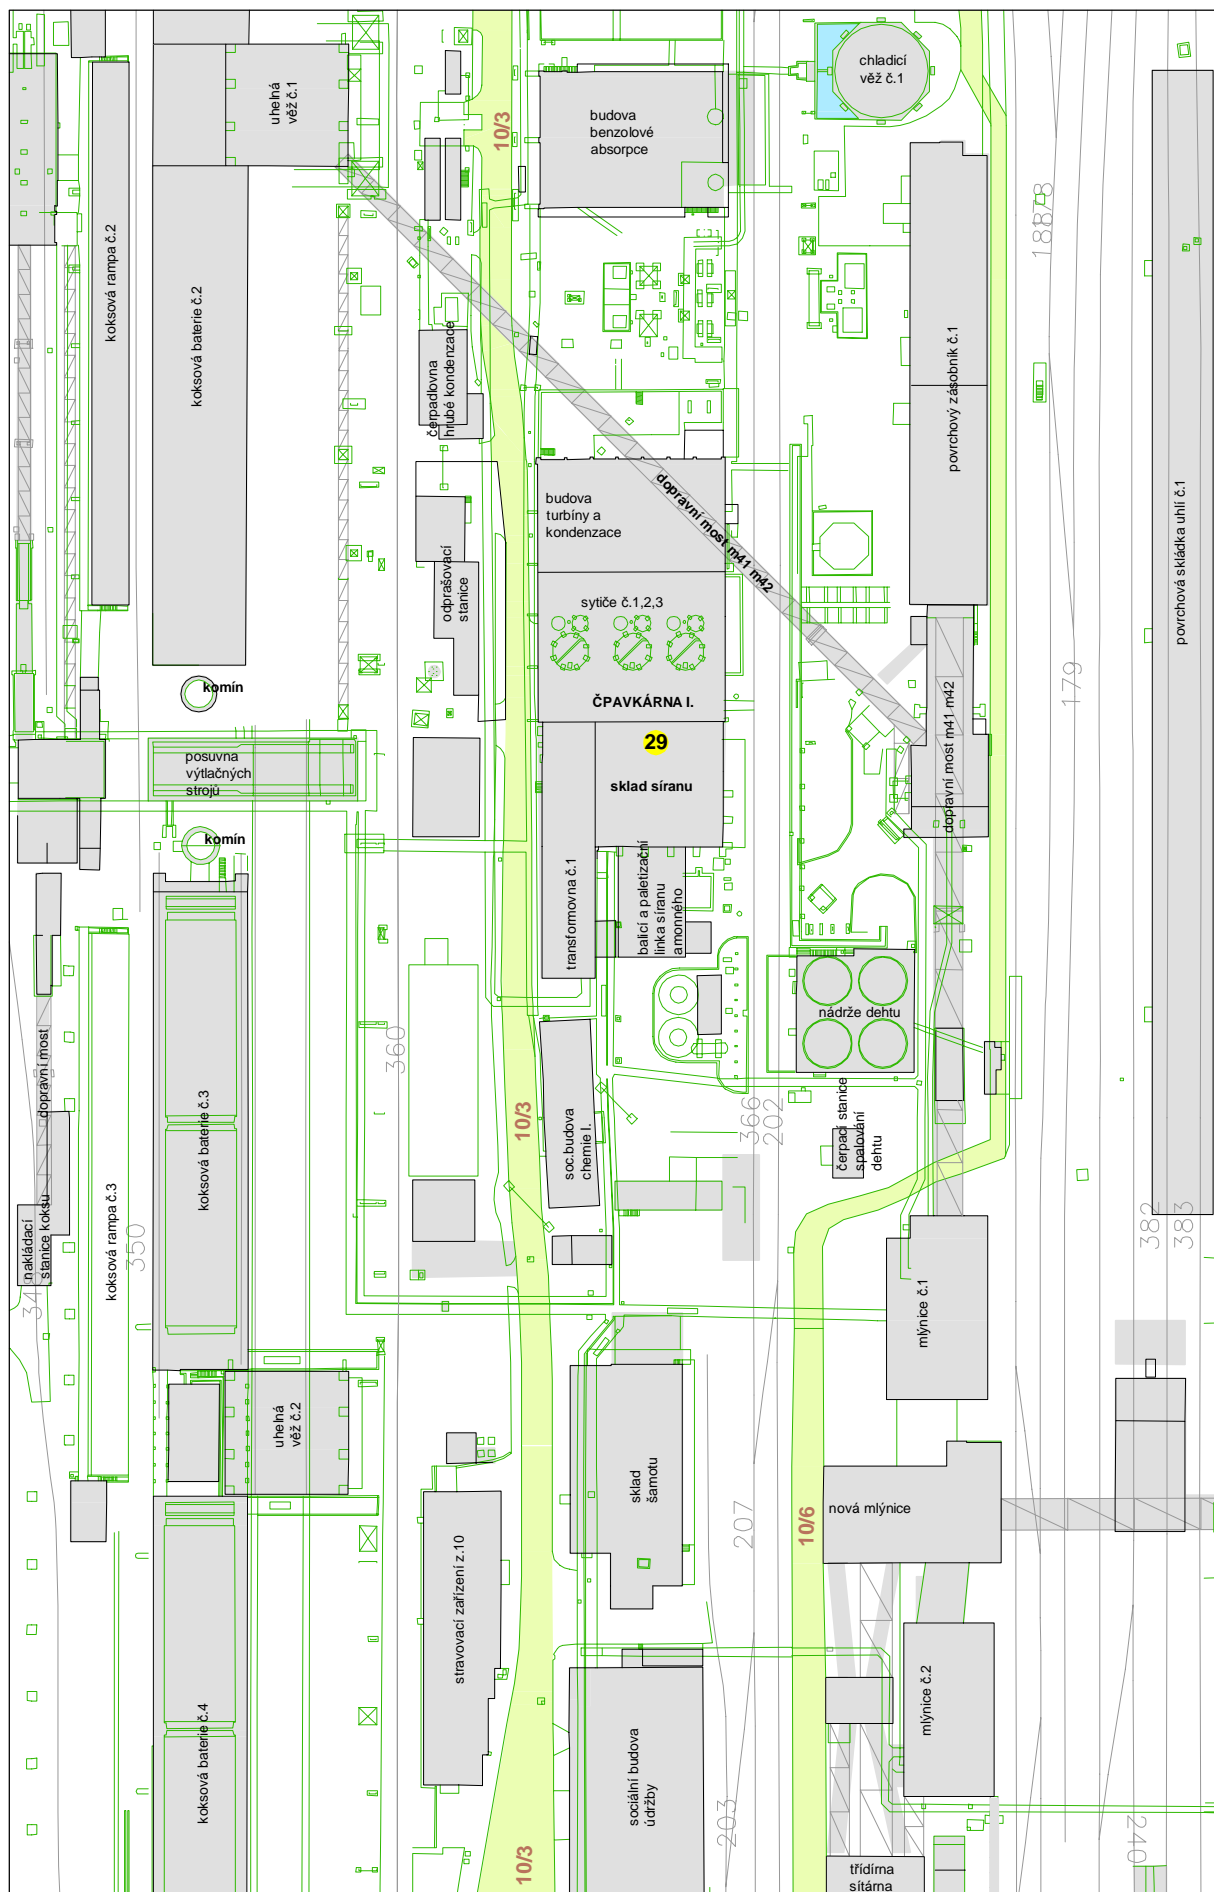 uhelná
věž č.1
10/3
budova
benzolové
absorpce
chladicí
věž č.1
koksová rampa č.2
koksová baterie č.2
čerpadlovna
hrubé kondenzace
povrchový zásobník č.1
povrchová skládka uhlí č.1
budova
turbíny a
kondenzace
dopravní most m41 m42
odprašovací
stanice
sytiče č.1,2,3
179
komín
ČPAVKÁRNA I.
dopravní most m41 m42
29
posuvna
výtlačných
strojů
sklad síranu
komín
transformovna č.1
balicí a paletizační
linka síranu
amonného
nádrže dehtu
360
dopravní most
koksová baterie č.3
10/3
soc.budova
chemie I.
366
202
čerpací stanice
spalování
dehtu
nakládací
stanice koksu
koksová rampa č.3
350
382
383
mlýnice č.1
uhelná
věž č.2
sklad
šamotu
207
10/6
nová mlýnice
stravovací zařízení z.10
koksová baterie č.4
mlýnice č.2
sociální budova
údržby
203
240
10/3
třídírna
sítárna